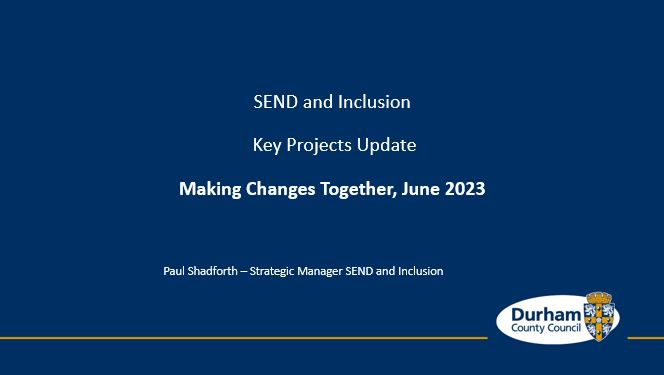 SEND and Inclusion
Key Projects Update
Making Changes Together, June 2023
Paul Shadforth – Strategic Manager SEND and Inclusion
Durham
County Council